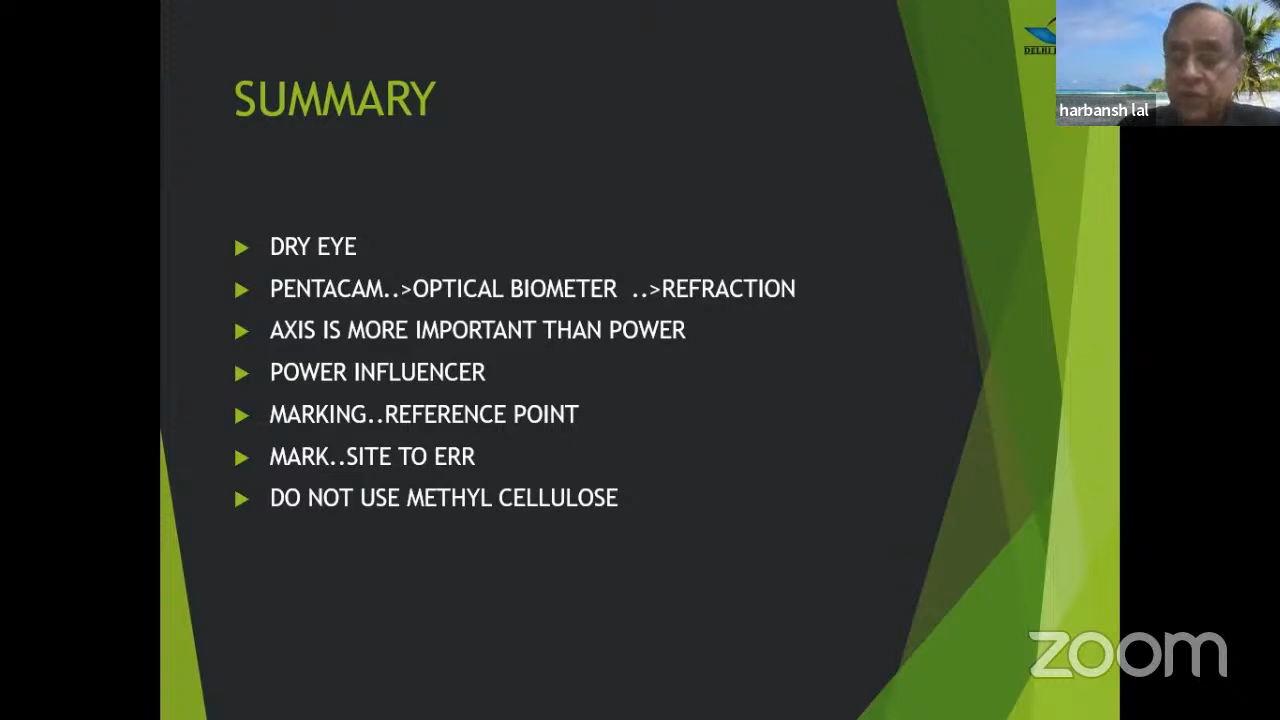 SUMMARY
DELHI
harbansh lal
DRY EYE
PENTACAM..>OPTICAL BIOMETER ..>REFRACTION
AXIS IS MORE IMPORTANT THAN POWER
POWER INFLUENCER
MARKING..REFERENCE POINT
MARK..SITE TO ERR
DO NOT USE METHYL CELLULOSE
zoom